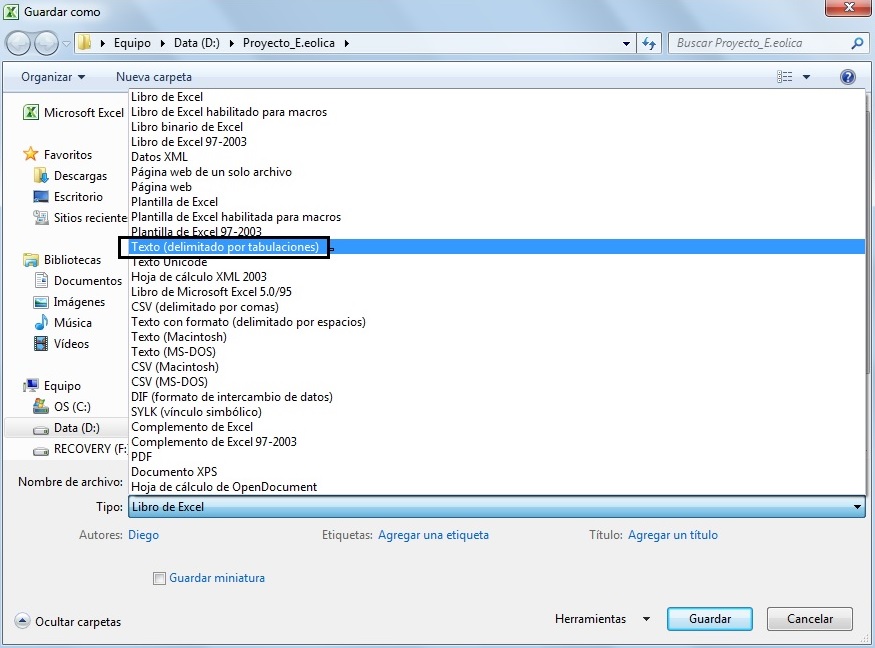 Guardar como
Equipo Data (D:) Proyecto_E.eolica
Buscar Proyecto_E.eolica
Organizar Nueva carpeta
Microsoft Excel
Favoritos
Descargas
Escritorio
Sitios reciente
Bibliotecas
Documentos
Imágenes
Música
Vídeos
Equipo
OS (C:)
Data (D:)
RECOVERY (F:
Libro de Excel
Libro de Excel habilitado para macros
Libro binario de Excel
Libro de Excel 97-2003
Datos XML
Página web de un solo archivo
Página web
Plantilla de Excel
Plantilla de Excel habilitada para macros
Plantilla de Excel 97-2003
Texto (delimitado por tabulaciones)
Texto Unicode
Hoja de cálculo XML 2003
Libro de Microsoft Excel 5.0/95
CSV (delimitado por comas)
Texto con formato (delimitado por espacios)
Texto (Macintosh)
Texto (MS-DOS)
CSV (Macintosh)
CSV (MS-DOS)
DIF (formato de intercambio de datos)
SYLK (vínculo simbólico)
Complemento de Excel
Complemento de Excel 97-2003
PDF
Documento XPS
Hoja de cálculo de OpenDocument
Nombre de archivo:
Tipo: Libro de Excel
Autores: Diego Etiquetas: Agregar una etiqueta Título: Agregar un título
Guardar miniatura
Ocultar carpetas Herramientas Guardar Cancelar